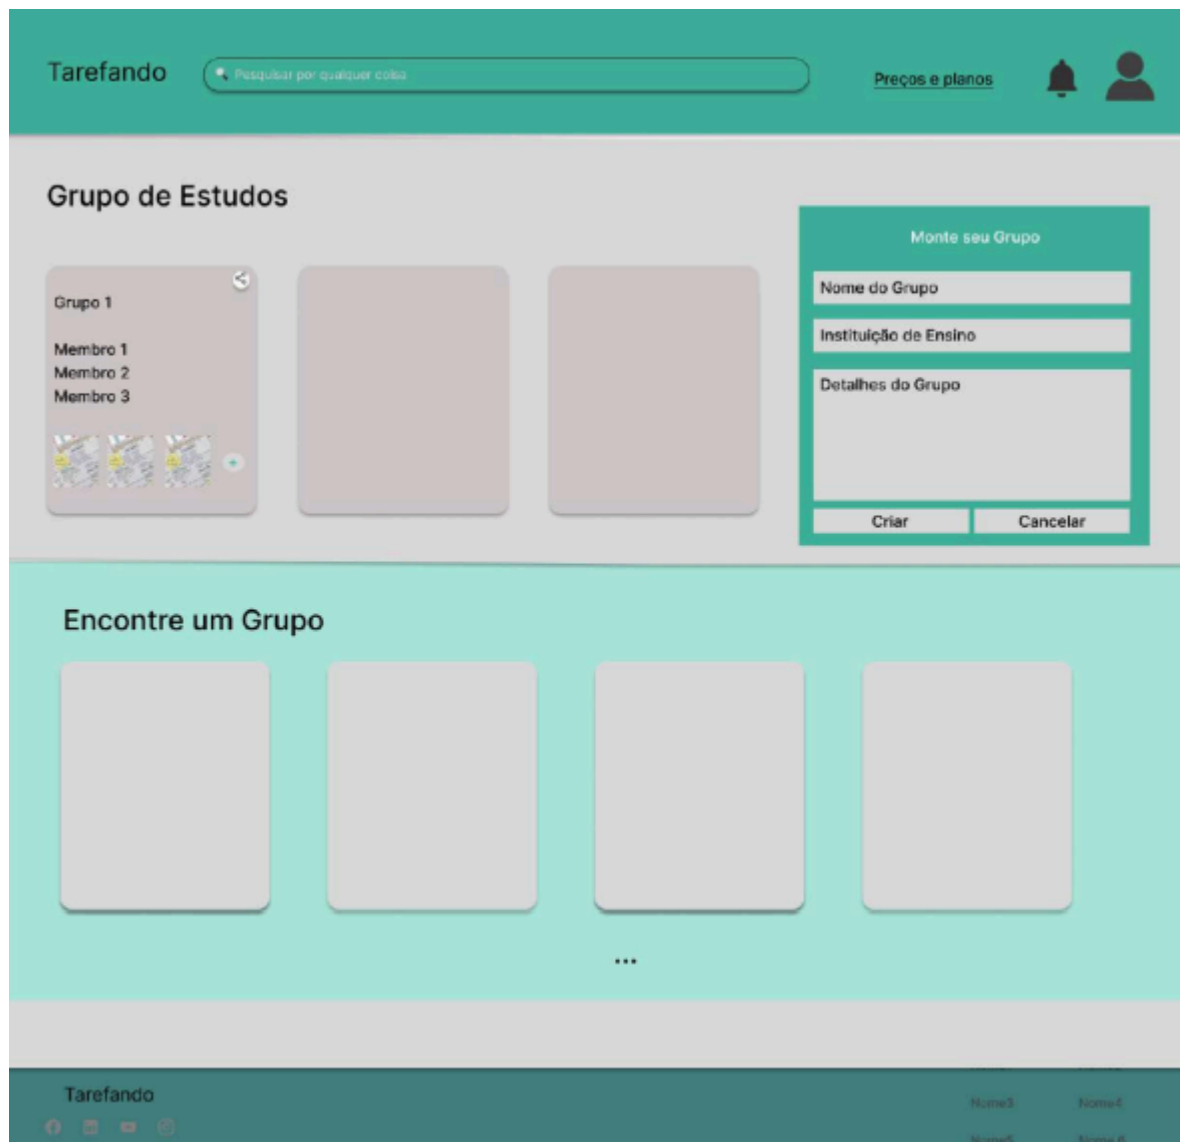 Tarefando
Pesquisar por qualquer coisa
Preços e planos
Grupo de Estudos
Grupo 1
Membro 1
Membro 2
Membro 3
Monte seu Grupo
Nome do Grupo
Instituição de Ensino
Detalhes do Grupo
Criar
Cancelar
Encontre um Grupo
...
Tarefando
Nome3
Nome4